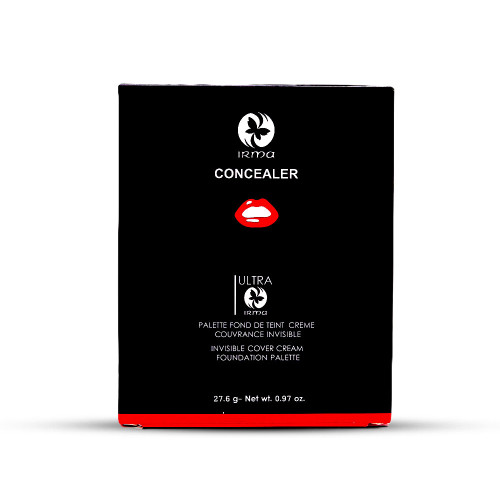 IRMA
CONCEALER
ULTRA
IRMA
PALETTE FOND DE TEINT CREME
COUVRANCE INVISIBLE
INVISIBLE COVER CREAM
FOUNDATION PALETTE
27.6 g- Net wt. 0.97 oz.